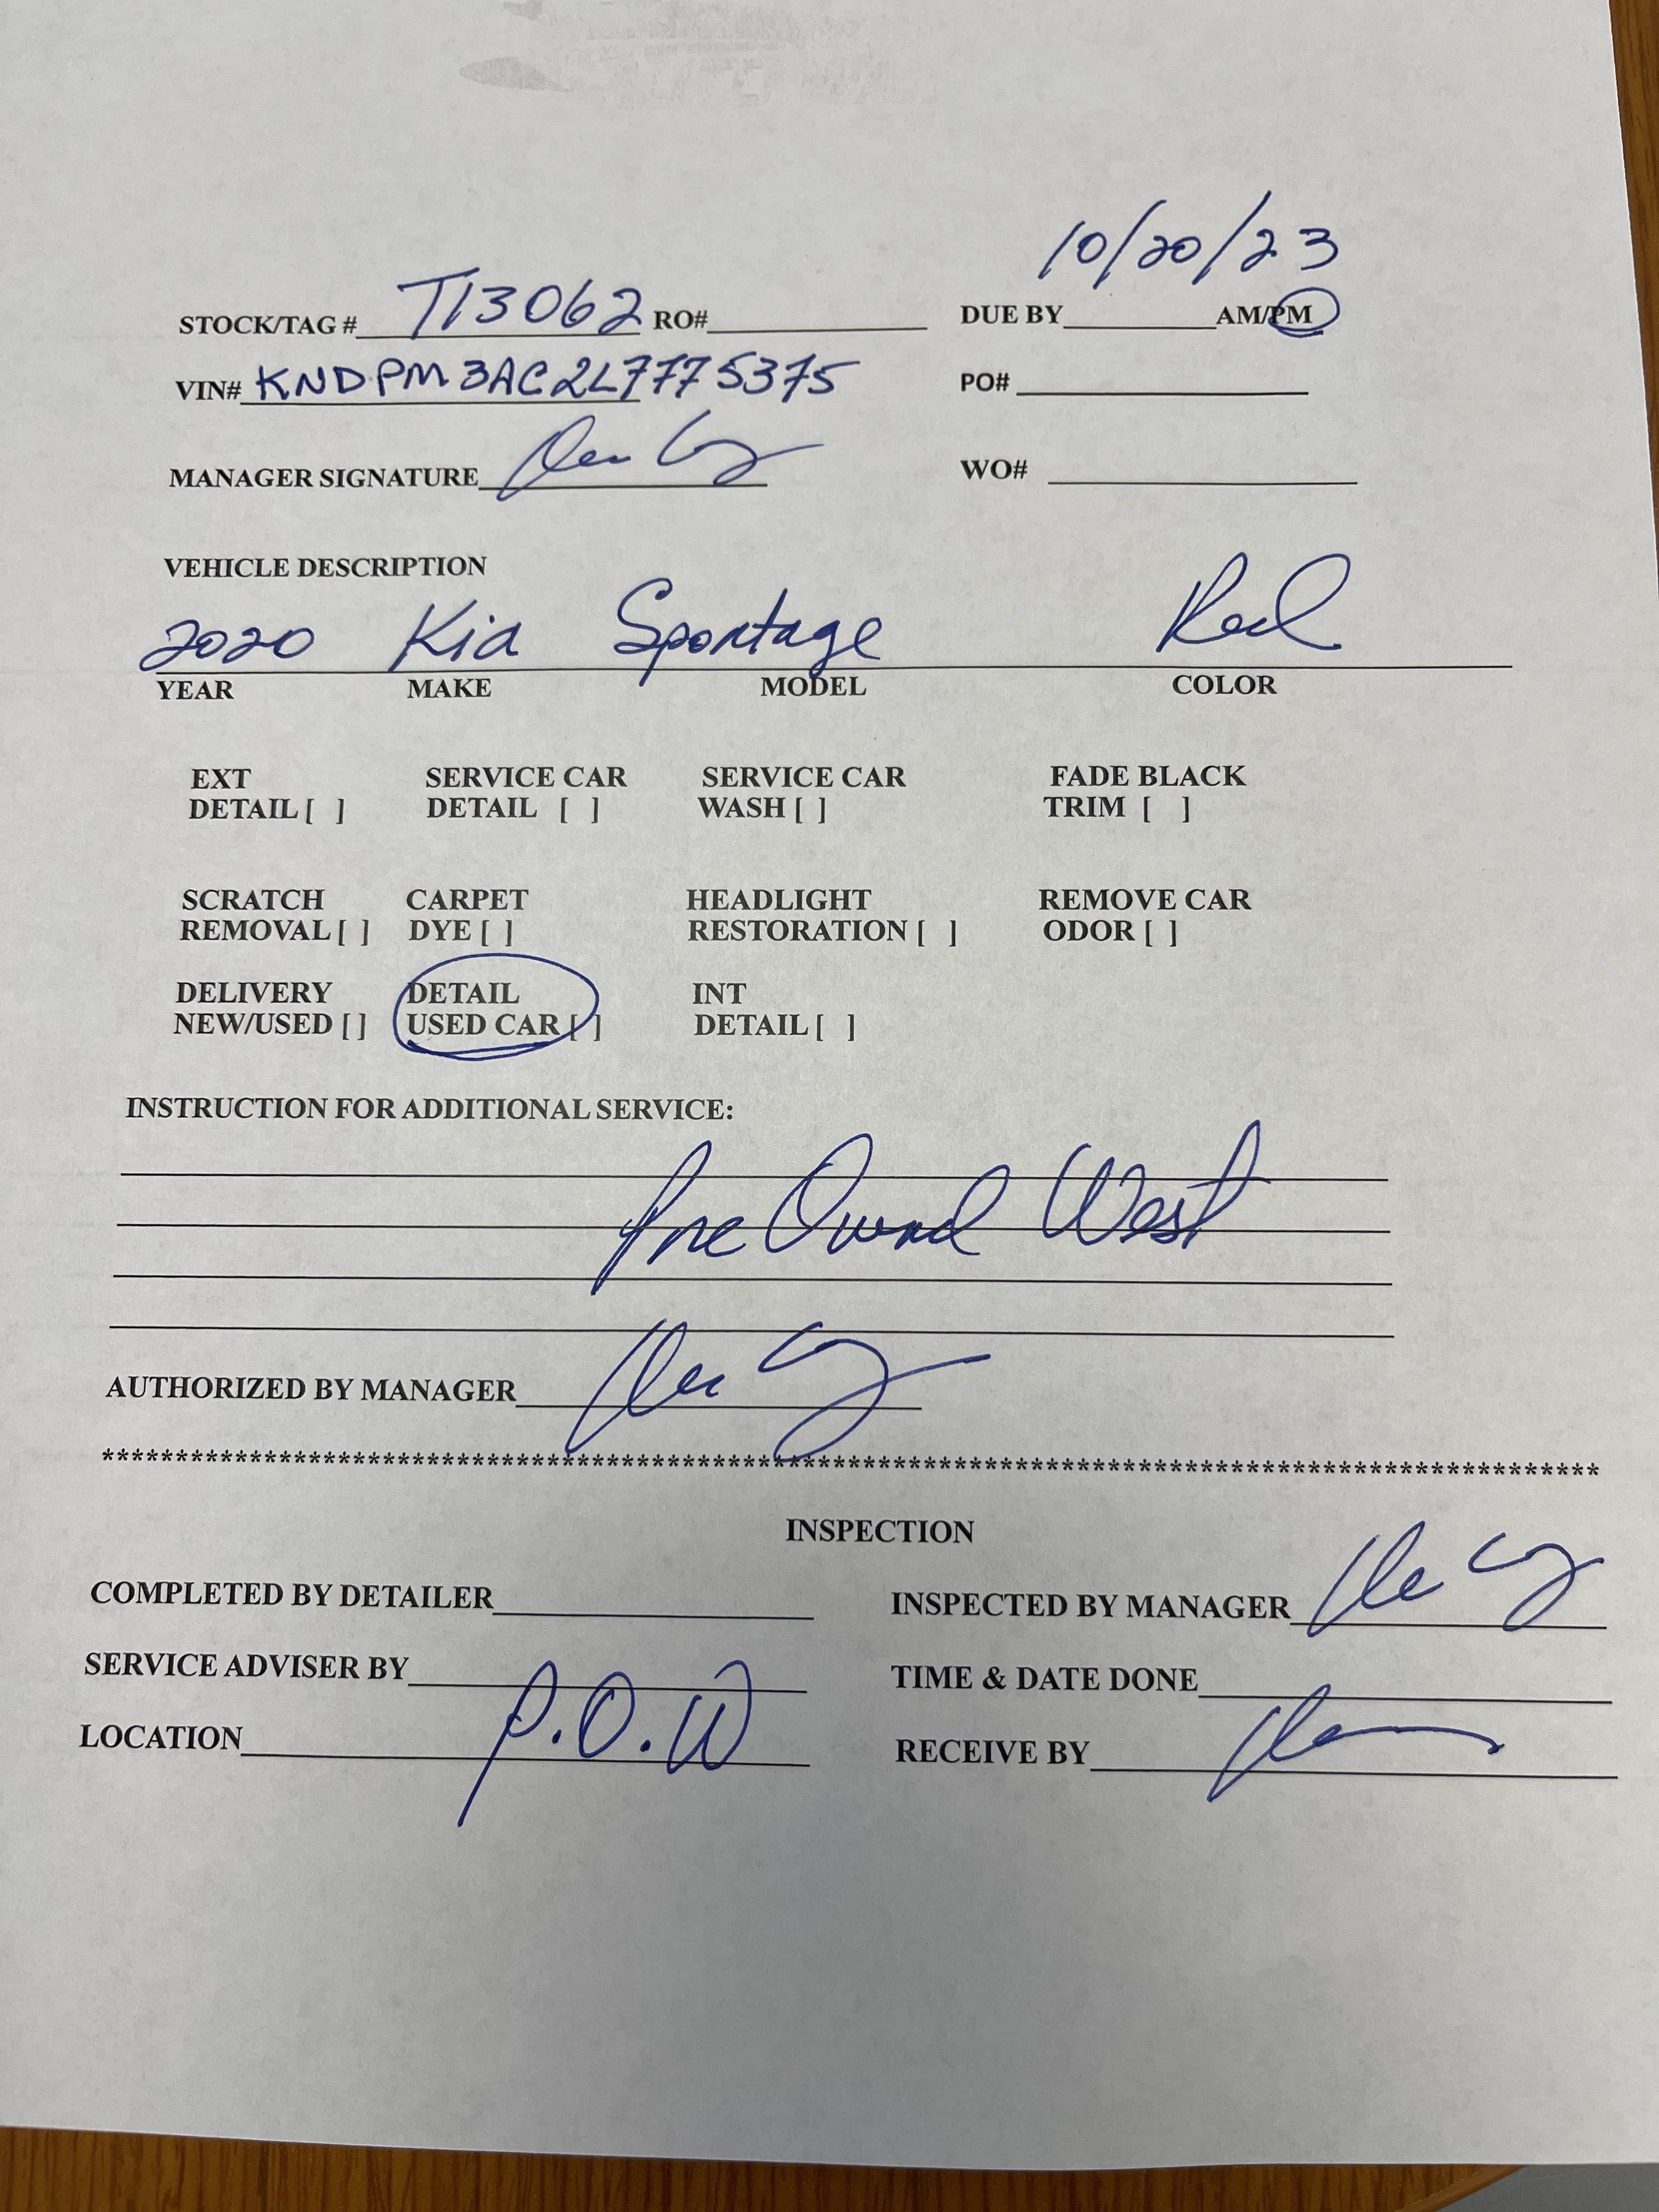 10/20/23
STOCK/TAG # T13062 RO# DUE BY AM/PM
VIN# KNDPM3AC2L7775375 PO#
MANAGER SIGNATURE WO#
VEHICLE DESCRIPTION
2020 Kia Sportage Red
YEAR MAKE MODEL COLOR
EXT SERVICE CAR SERVICE CAR FADE BLACK
DETAIL [ ] DETAIL [ ] WASH [ ] TRIM [ ]
SCRATCH CARPET HEADLIGHT REMOVE CAR
REMOVAL [ ] DYE [ ] RESTORATION [ ] ODOR [ ]
DELIVERY DETAIL INT
NEW/USED [ ] USED CAR [ ] DETAIL [ ]
INSTRUCTION FOR ADDITIONAL SERVICE:
Pre Ownd West
AUTHORIZED BY MANAGER
INSPECTION
COMPLETED BY DETAILER INSPECTED BY MANAGER
SERVICE ADVISER BY TIME & DATE DONE
LOCATION P.O.W RECEIVE BY